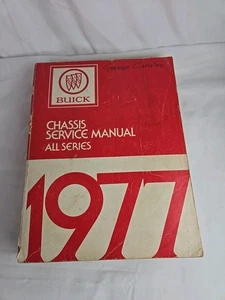 BUICK
CHASSIS
SERVICE MANUAL
ALL SERIES
1977